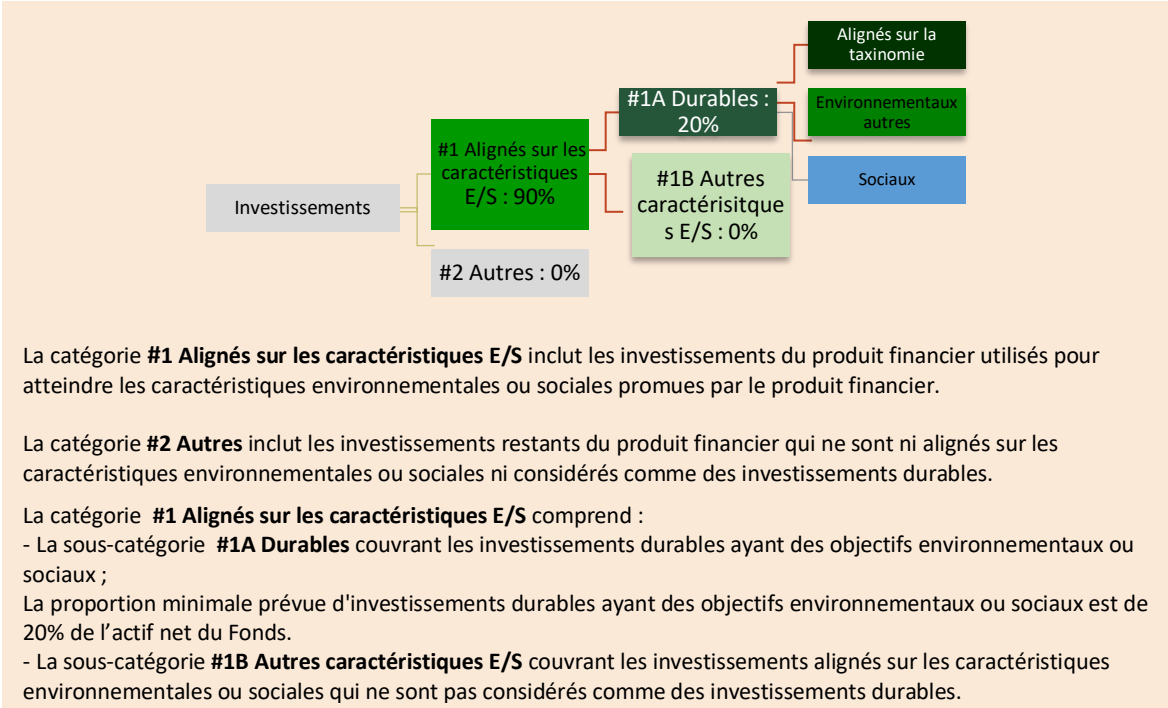 Alignés sur la
taxinomie
#1A Durables :
20%
Environnementaux
autres
#1 Alignés sur les
caractéristiques
E/S : 90%
#1B Autres
caractérisitque
s E/S : 0%
Sociaux
Investissements
#2 Autres : 0%
La catégorie #1 Alignés sur les caractéristiques E/S inclut les investissements du produit financier utilisés pour
atteindre les caractéristiques environnementales ou sociales promues par le produit financier.
La catégorie #2 Autres inclut les investissements restants du produit financier qui ne sont ni alignés sur les
caractéristiques environnementales ou sociales ni considérés comme des investissements durables.
La catégorie #1 Alignés sur les caractéristiques E/S comprend :
- La sous-catégorie #1A Durables couvrant les investissements durables ayant des objectifs environnementaux ou
sociaux ;
La proportion minimale prévue d'investissements durables ayant des objectifs environnementaux ou sociaux est de
20% de l’actif net du Fonds.
- La sous-catégorie #1B Autres caractéristiques E/S couvrant les investissements alignés sur les caractéristiques
environnementales ou sociales qui ne sont pas considérés comme des investissements durables.